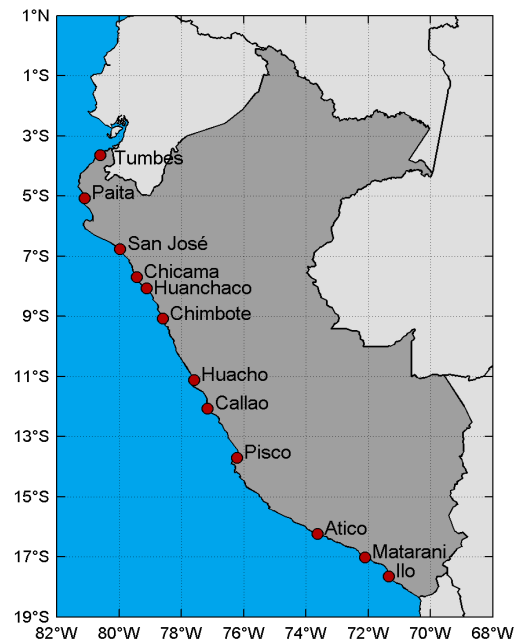 1°N
1°S
3°S
Tumbes
5°S
Paita
7°S
San José
Chicama
Huanchaco
9°S
Chimbote
11°S
Huacho
Callao
13°S
Pisco
15°S
Atico
17°S
Matarani
Ilo
19°S
82°W 80°W 78°W 76°W 74°W 72°W 70°W 68°W